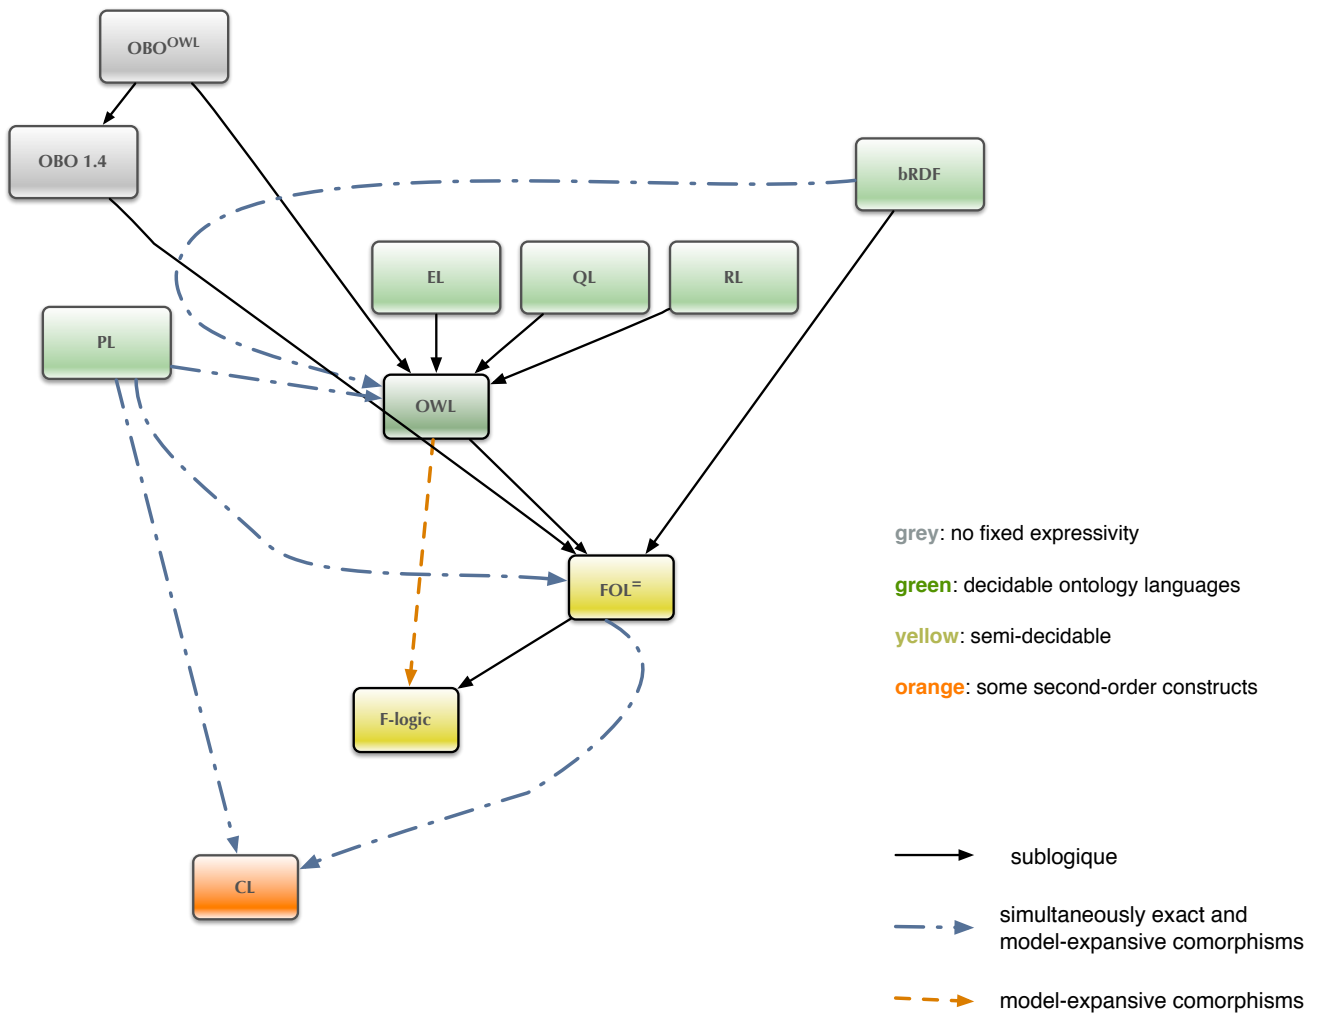 OBO^OWL
OBO 1.4
bRDF
EL
QL
RL
PL
OWL
FOL^=
F-logic
CL
grey: no fixed expressivity
green: decidable ontology languages
yellow: semi-decidable
orange: some second-order constructs
sublogique
simultaneously exact and
model-expansive comorphisms
model-expansive comorphisms